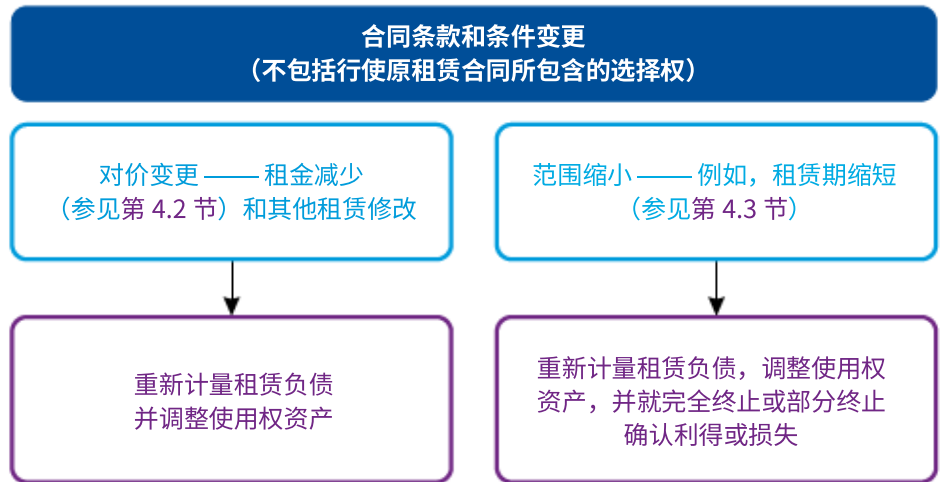 合同条款和条件变更
（不包括行使原租赁合同所包含的选择权）
对价变更 —— 租金减少
（参见第 4.2 节）和其他租赁修改
范围缩小 —— 例如，租赁期缩短
（参见第 4.3 节）
重新计量租赁负债
并调整使用权资产
重新计量租赁负债，调整使用权
资产，并就完全终止或部分终止
确认利得或损失